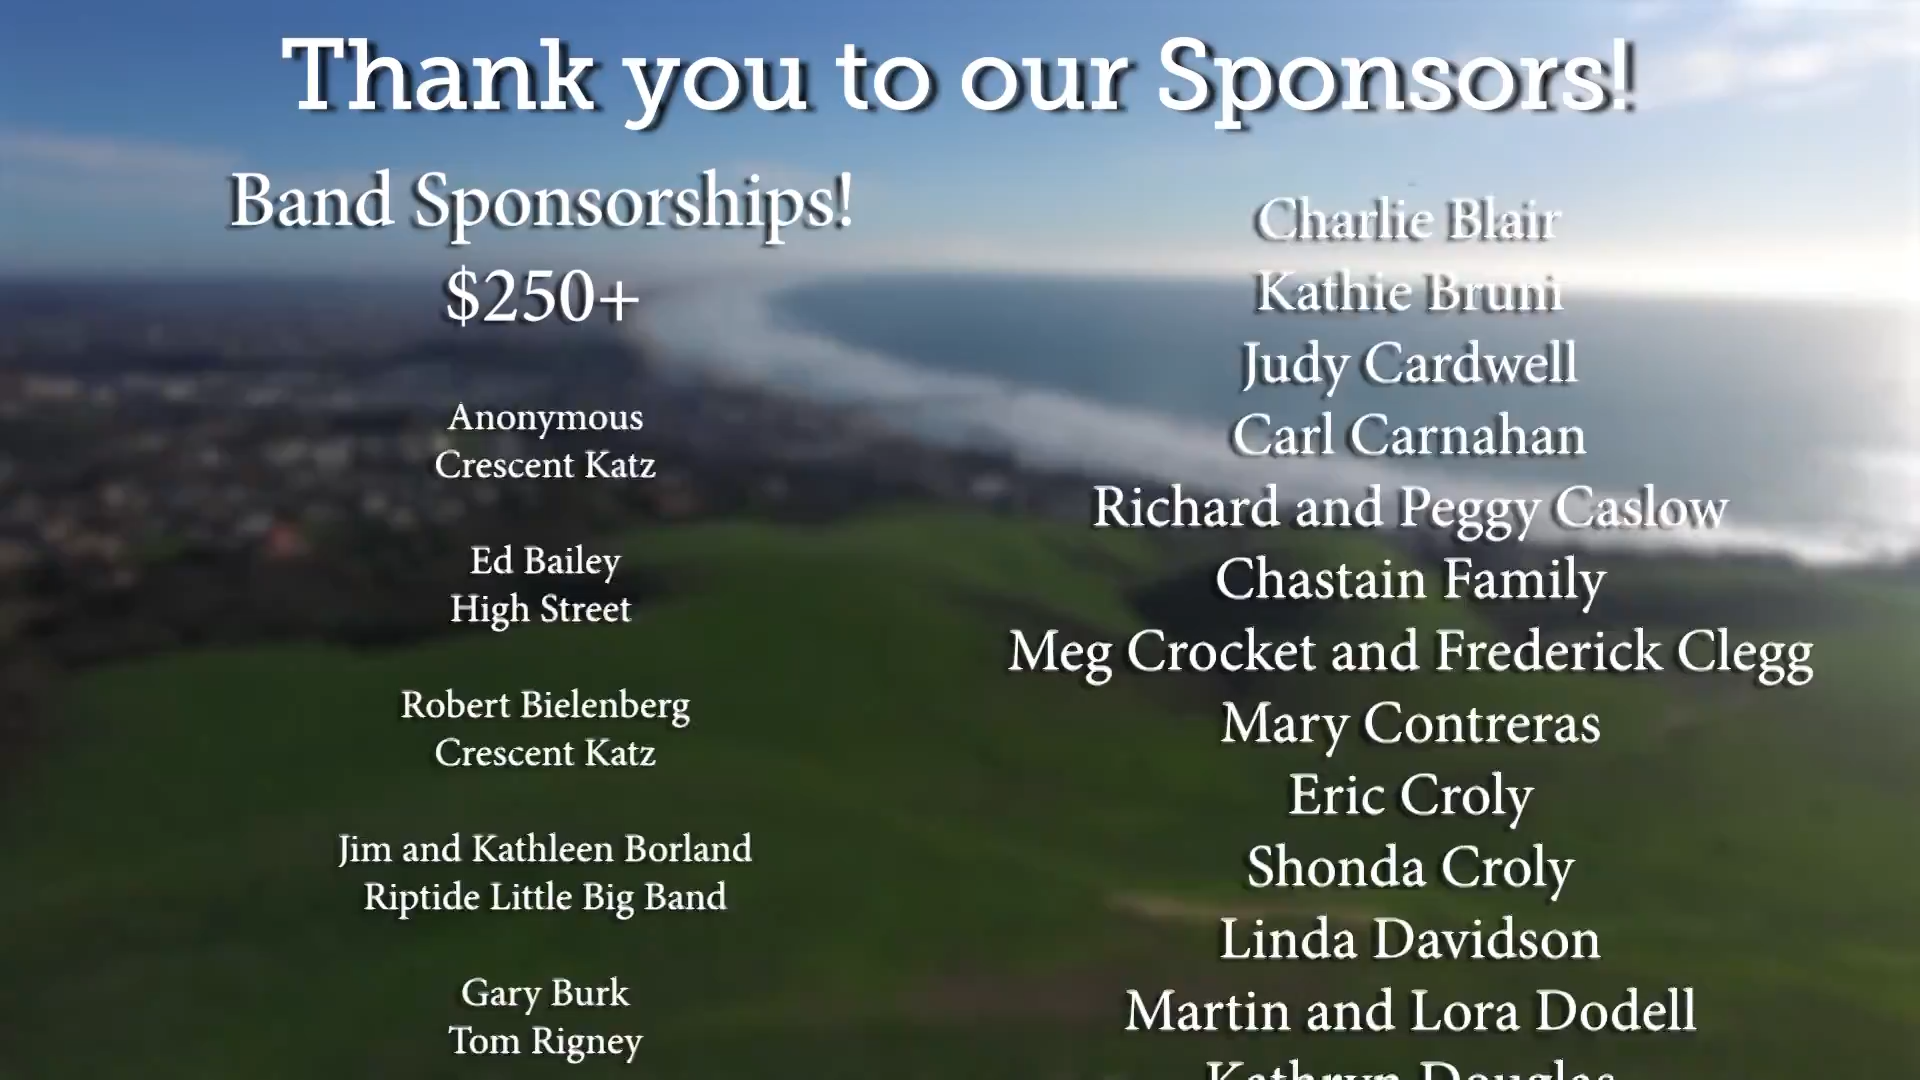 Thank you to our Sponsors!
Band Sponsorships!
$250+
Anonymous
Crescent Katz
Ed Bailey
High Street
Robert Bielenberg
Crescent Katz
Jim and Kathleen Borland
Riptide Little Big Band
Gary Burk
Tom Rigney
Charlie Blair
Kathie Bruni
Judy Cardwell
Carl Carnahan
Richard and Peggy Caslow
Chastain Family
Meg Crocket and Frederick Clegg
Mary Contreras
Eric Croly
Shonda Croly
Linda Davidson
Martin and Lora Dodell
Kathryn Douglas